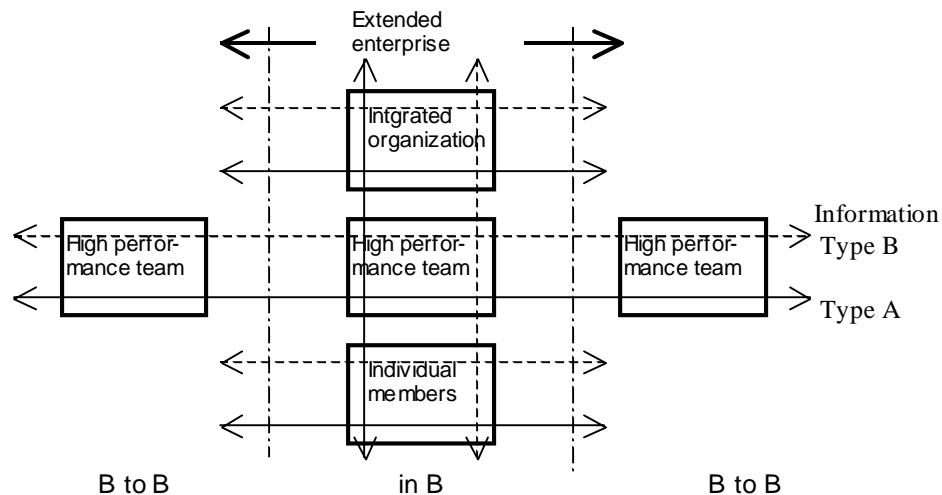 Extended
enterprise
Intgrated
organization
Information
High perfor-
mance team
High perfor-
mance team
High perfor-
mance team
Type B
Type A
Individual
members
B to B
in B
B to B